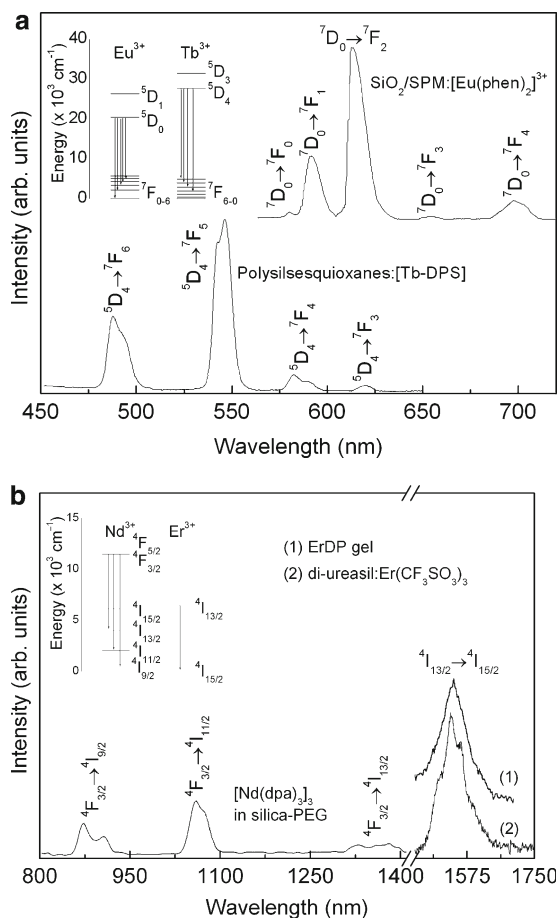 a
Eu³⁺
Tb³⁺
⁷D₀→⁷F₂
Energy (x 10³ cm⁻¹)
40
30
20
10
0
⁵D₁
⁵D₀
⁷F₀₋₆
⁵D₃
⁵D₄
⁷F₆₋₀
SiO₂/SPM:[Eu(phen)₂]³⁺
⁷D₀→⁷F₀
⁷D₀→⁷F₁
⁷D₀→⁷F₃
⁷D₀→⁷F₄
Intensity (arb. units)
⁵D₄→⁷F₆
⁵D₄→⁷F₅
Polysilsesquioxanes:[Tb-DPS]
⁵D₄→⁷F₄
⁵D₄→⁷F₃
450 500 550 600 650 700
Wavelength (nm)
b
Nd³⁺
Er³⁺
Energy (x 10³ cm⁻¹)
15
10
5
0
⁴F₅/₂
⁴F₃/₂
⁴I₁₅/₂
⁴I₁₃/₂
⁴I₁₁/₂
⁴I₉/₂
⁴I₁₃/₂
⁴I₁₅/₂
(1) ErDP gel
(2) di-ureasil:Er(CF₃SO₃)₃
Intensity (arb. units)
⁴I₁₃/₂→⁴I₁₅/₂
⁴F₃/₂→⁴I₉/₂
⁴F₃/₂→⁴I₁₁/₂
[Nd(dpa)₃]₃
in silica-PEG
⁴F₃/₂→⁴I₁₃/₂
(1)
(2)
800 950 1100 1250 1400 1575 1750
Wavelength (nm)